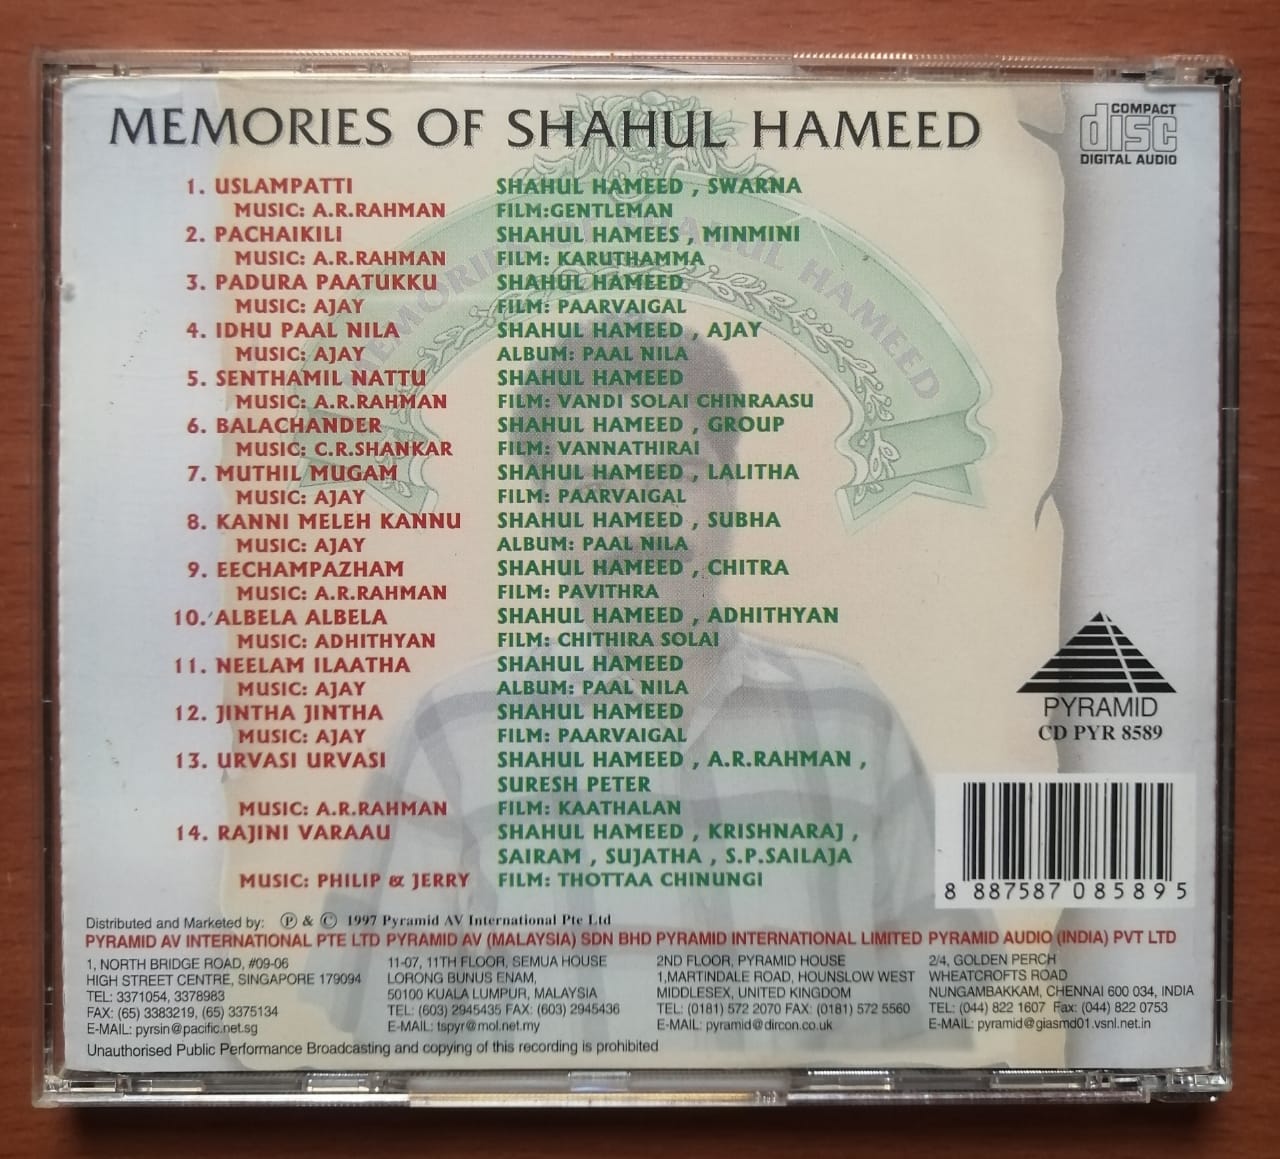 MEMORIES OF SHAHUL HAMEED
COMPACT
disc
DIGITAL AUDIO
1. USLAMPATTI SHAHUL HAMEED , SWARNA
MUSIC: A.R.RAHMAN FILM:GENTLEMAN
2. PACHAIKILI SHAHUL HAMEES , MINMINI
MUSIC: A.R.RAHMAN FILM: KARUTHAMMA
3. PADURA PAATUKKU SHAHUL HAMEED
MUSIC: AJAY FILM: PAARVAIGAL
4. IDHU PAAL NILA SHAHUL HAMEED , AJAY
MUSIC: AJAY ALBUM: PAAL NILA
5. SENTHAMIL NATTU SHAHUL HAMEED
MUSIC: A.R.RAHMAN FILM: VANDI SOLAI CHINRAASU
6. BALACHANDER SHAHUL HAMEED , GROUP
MUSIC: C.R.SHANKAR FILM: VANNATHIRAI
7. MUTHIL MUGAM SHAHUL HAMEED , LALITHA
MUSIC: AJAY FILM: PAARVAIGAL
8. KANNI MELEH KANNU SHAHUL HAMEED , SUBHA
MUSIC: AJAY ALBUM: PAAL NILA
9. EECHAMPAZHAM SHAHUL HAMEED , CHITRA
MUSIC: A.R.RAHMAN FILM: PAVITHRA
10. ALBELA ALBELA SHAHUL HAMEED , ADHITHYAN
MUSIC: ADHITHYAN FILM: CHITHIRA SOLAI
11. NEELAM ILAATHA SHAHUL HAMEED
MUSIC: AJAY ALBUM: PAAL NILA
12. JINTHA JINTHA SHAHUL HAMEED
MUSIC: AJAY FILM: PAARVAIGAL
13. URVASI URVASI SHAHUL HAMEED , A.R.RAHMAN ,
SURESH PETER
MUSIC: A.R.RAHMAN FILM: KAATHALAN
14. RAJINI VARAAU SHAHUL HAMEED , KRISHNARAJ ,
SAIRAM , SUJATHA , S.P.SAILAJA
MUSIC: PHILIP & JERRY FILM: THOTTAA CHINUNGI
MEMORIES OF SHAHUL HAMEED
PYRAMID
CD PYR 8589
8 887587 085895
Distributed and Marketed by: Ⓟ & © 1997 Pyramid AV International Pte Ltd
PYRAMID AV INTERNATIONAL PTE LTD PYRAMID AV (MALAYSIA) SDN BHD PYRAMID INTERNATIONAL LIMITED PYRAMID AUDIO (INDIA) PVT LTD
1, NORTH BRIDGE ROAD, #09-06 11-07, 11TH FLOOR, SEMUA HOUSE 2ND FLOOR, PYRAMID HOUSE 2/4, GOLDEN PERCH
HIGH STREET CENTRE, SINGAPORE 179094 LORONG BUNUS ENAM, 1,MARTINDALE ROAD, HOUNSLOW WEST WHEATCROFTS ROAD
TEL: 3371054, 3378983 50100 KUALA LUMPUR, MALAYSIA MIDDLESEX, UNITED KINGDOM NUNGAMBAKKAM, CHENNAI 600 034, INDIA
FAX: (65) 3383219, (65) 3375134 TEL: (603) 2945435 FAX: (603) 2945436 TEL: (0181) 572 2070 FAX: (0181) 572 5560 TEL: (044) 822 1607 Fax: (044) 822 0753
E-MAIL: pyrsin@pacific.net.sg E-MAIL: tspyr@mol.net.my E-MAIL: pyramid@dircon.co.uk E-MAIL: pyramid@giasmd01.vsnl.net.in
Unauthorised Public Performance Broadcasting and copying of this recording is prohibited